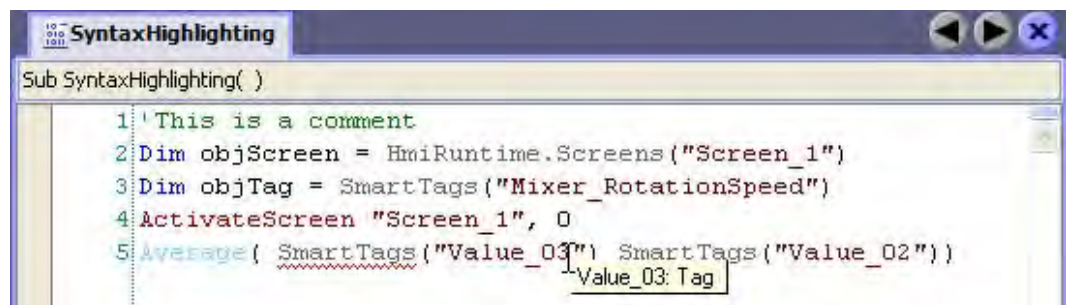 SyntaxHighlighting
Sub SyntaxHighlighting( )
1 'This is a comment
2 Dim objScreen = HmiRuntime.Screens("Screen_1")
3 Dim objTag = SmartTags("Mixer_RotationSpeed")
4 ActivateScreen "Screen_1", 0
5 Average( SmartTags("Value_03") SmartTags("Value_02"))
Value_03: Tag